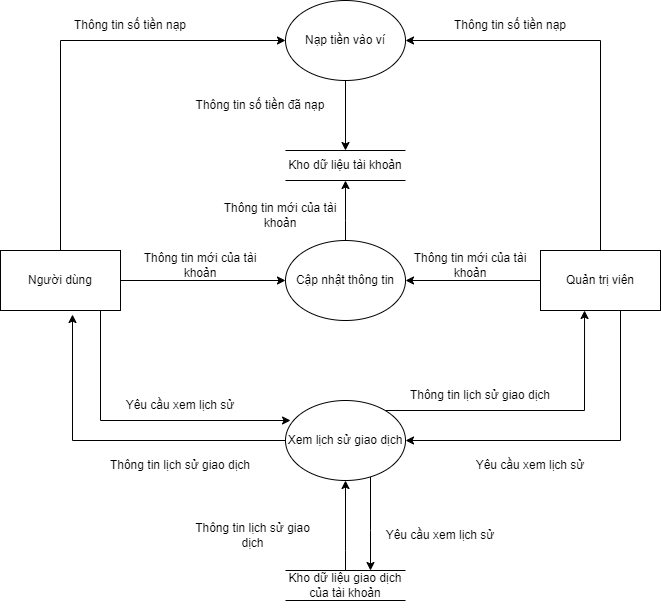 Thông tin số tiền nạp
Thông tin số tiền nạp
Nạp tiền vào ví
Thông tin số tiền đã nạp
Kho dữ liệu tài khoản
Thông tin mới của tài
khoản
Thông tin mới của tài
khoản
Thông tin mới của tài
khoản
Người dùng
Cập nhật thông tin
Quản trị viên
Thông tin lịch sử giao dịch
Yêu cầu xem lịch sử
Xem lịch sử giao dịch
Thông tin lịch sử giao dịch
Yêu cầu xem lịch sử
Thông tin lịch sử giao
dịch
Yêu cầu xem lịch sử
Kho dữ liệu giao dịch
của tài khoản